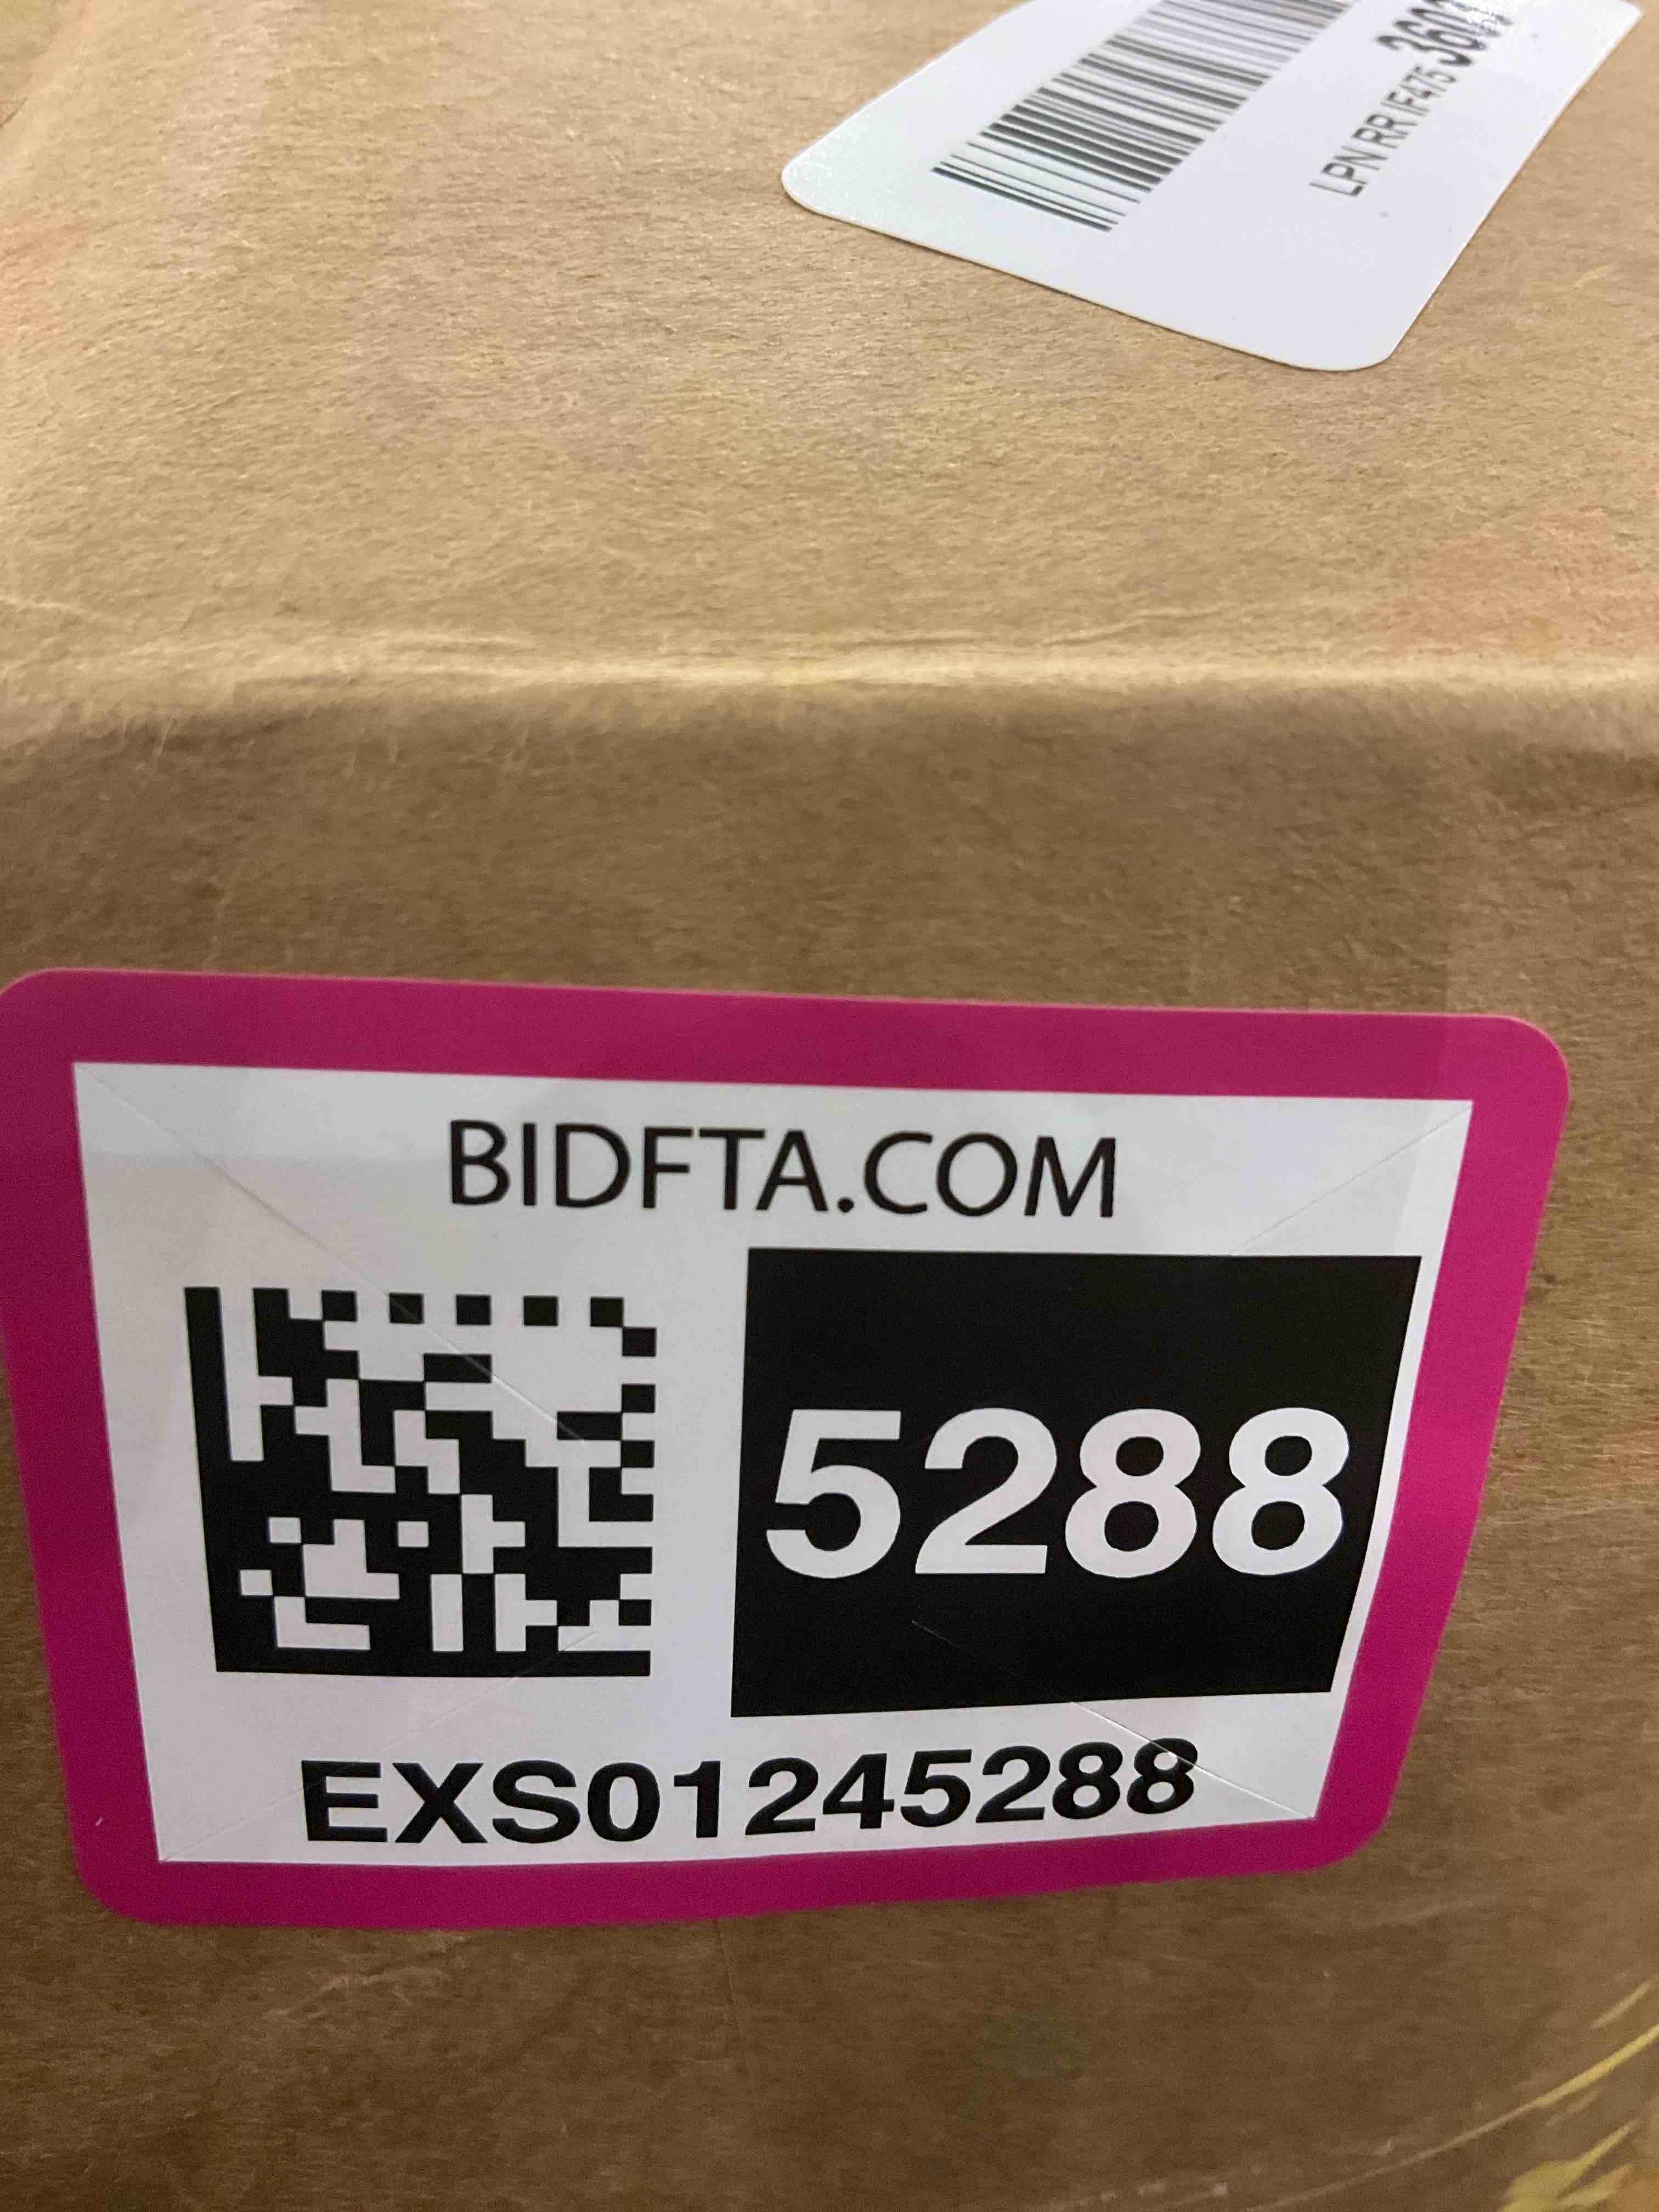 LPN RR IF475
BIDFTA.COM
5288
EXS01245288